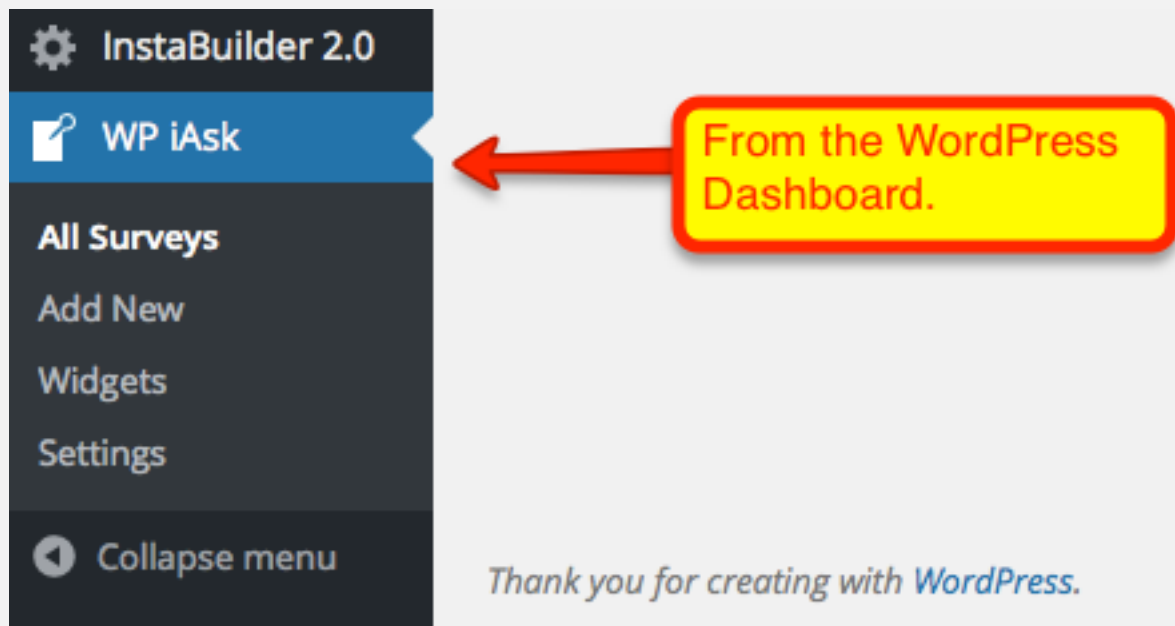 InstaBuilder 2.0
WP iAsk
From the WordPress
Dashboard.
All Surveys
Add New
Widgets
Settings
Collapse menu
Thank you for creating with WordPress.